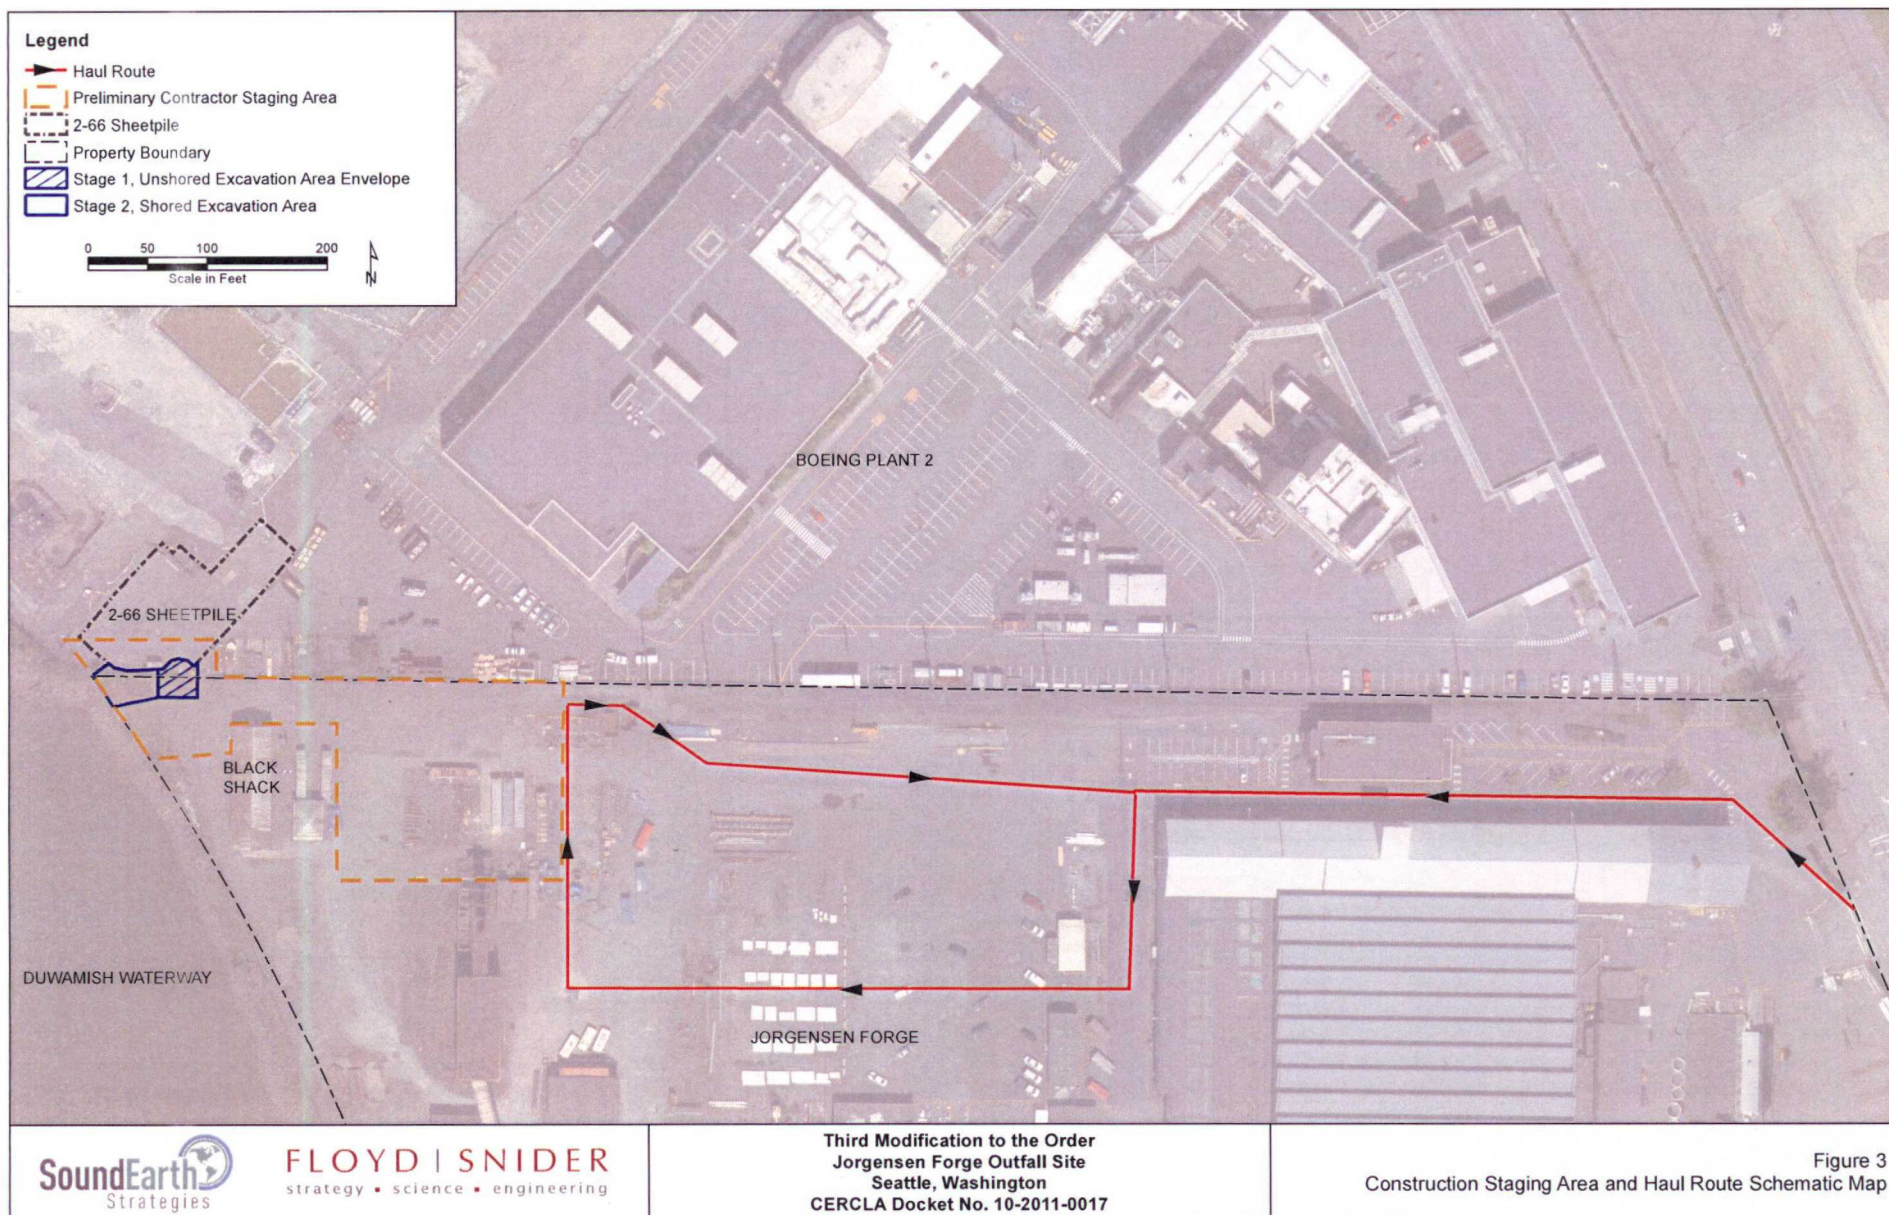 Legend
Haul Route
Preliminary Contractor Staging Area
2-66 Sheetpile
Property Boundary
Stage 1, Unshored Excavation Area Envelope
Stage 2, Shored Excavation Area
0 50 100 200
Scale in Feet
N
BOEING PLANT 2
2-66 SHEETPILE
BLACK
SHACK
DUWAMISH WATERWAY
JORGENSEN FORGE
SoundEarth
Strategies
FLOYD | SNIDER
strategy ▪ science ▪ engineering
Third Modification to the Order
Jorgensen Forge Outfall Site
Seattle, Washington
CERCLA Docket No. 10-2011-0017
Figure 3
Construction Staging Area and Haul Route Schematic Map